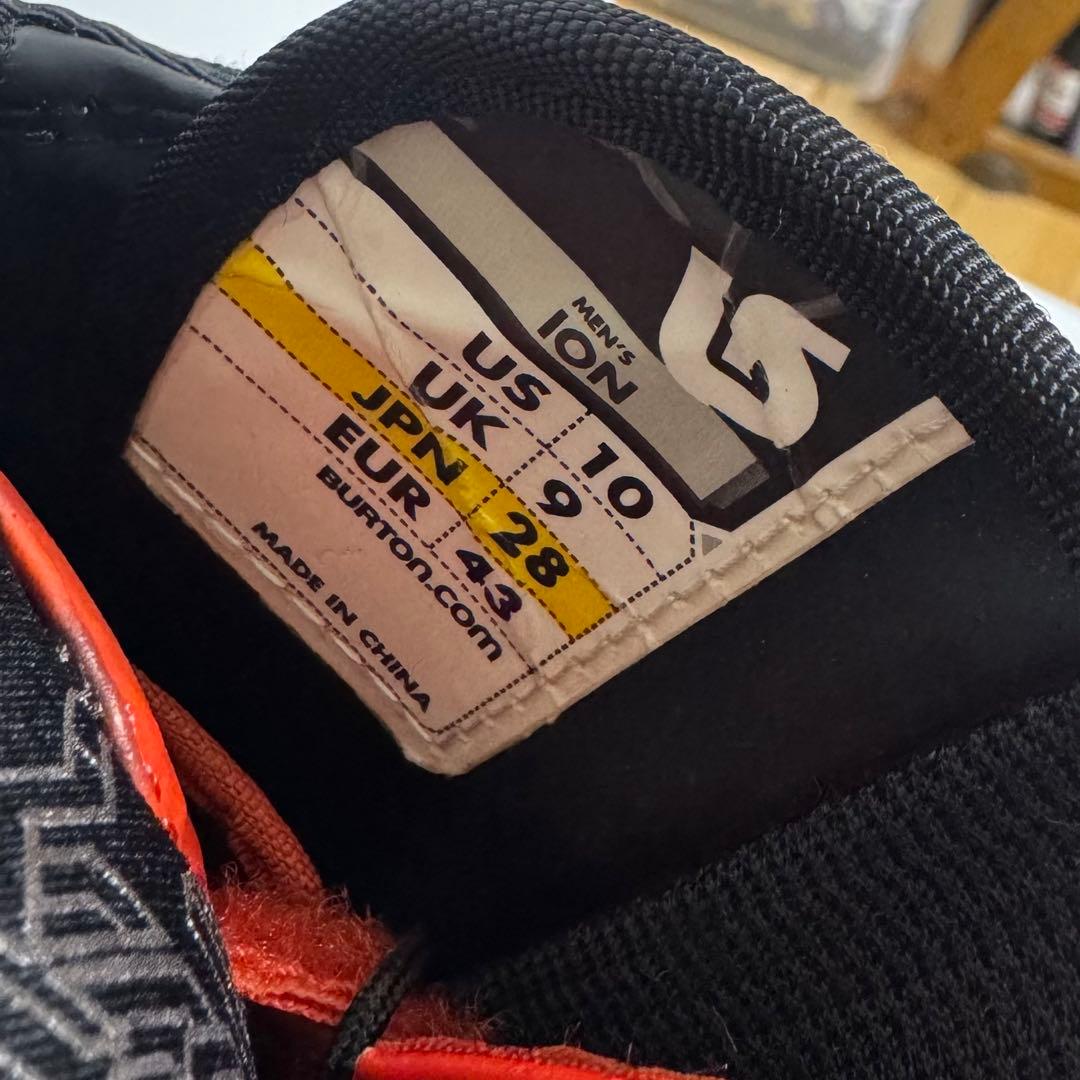 MEN'S
ION
US 10
UK 9
JPN 28
EUR 43
BURTON.COM
MADE IN CHINA